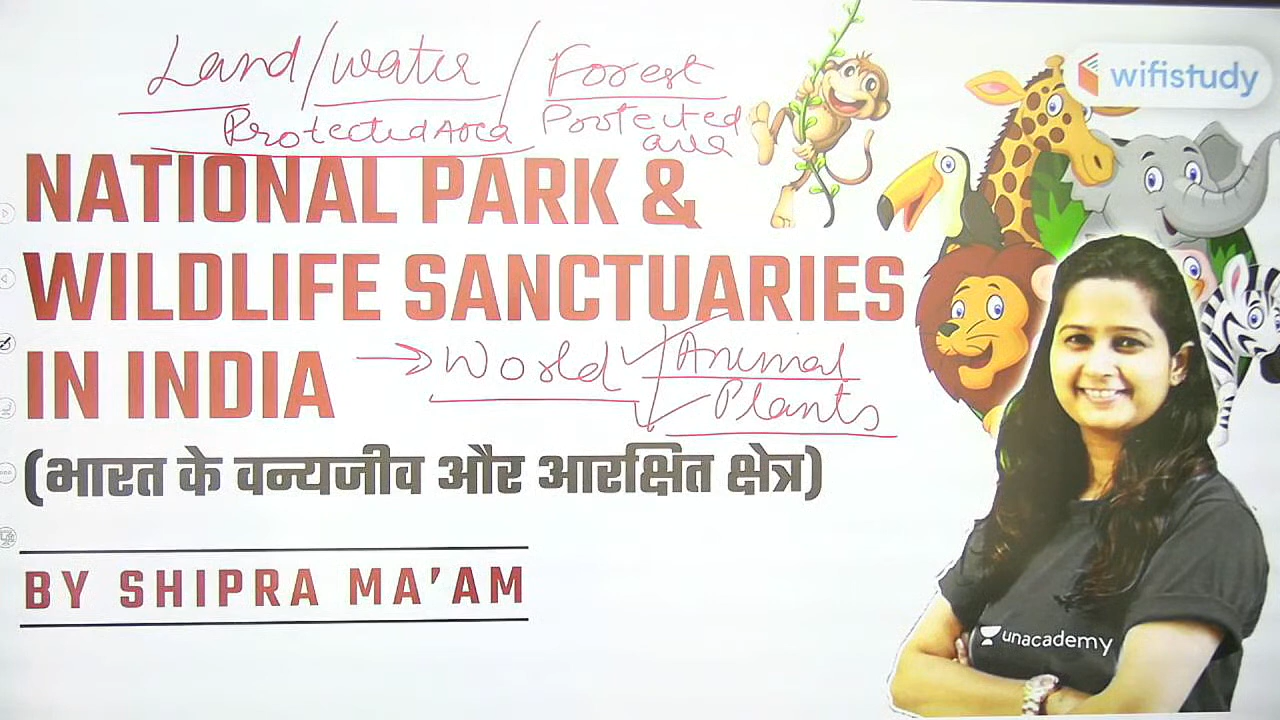 Land/water/Forest
wifistudy
Protected Area Protected
area
NATIONAL PARK &
WILDLIFE SANCTUARIES
IN INDIA → World Animal
Plants
(भारत के वन्यजीव और आरक्षित क्षेत्र)
BY SHIPRA MA'AM
unacademy